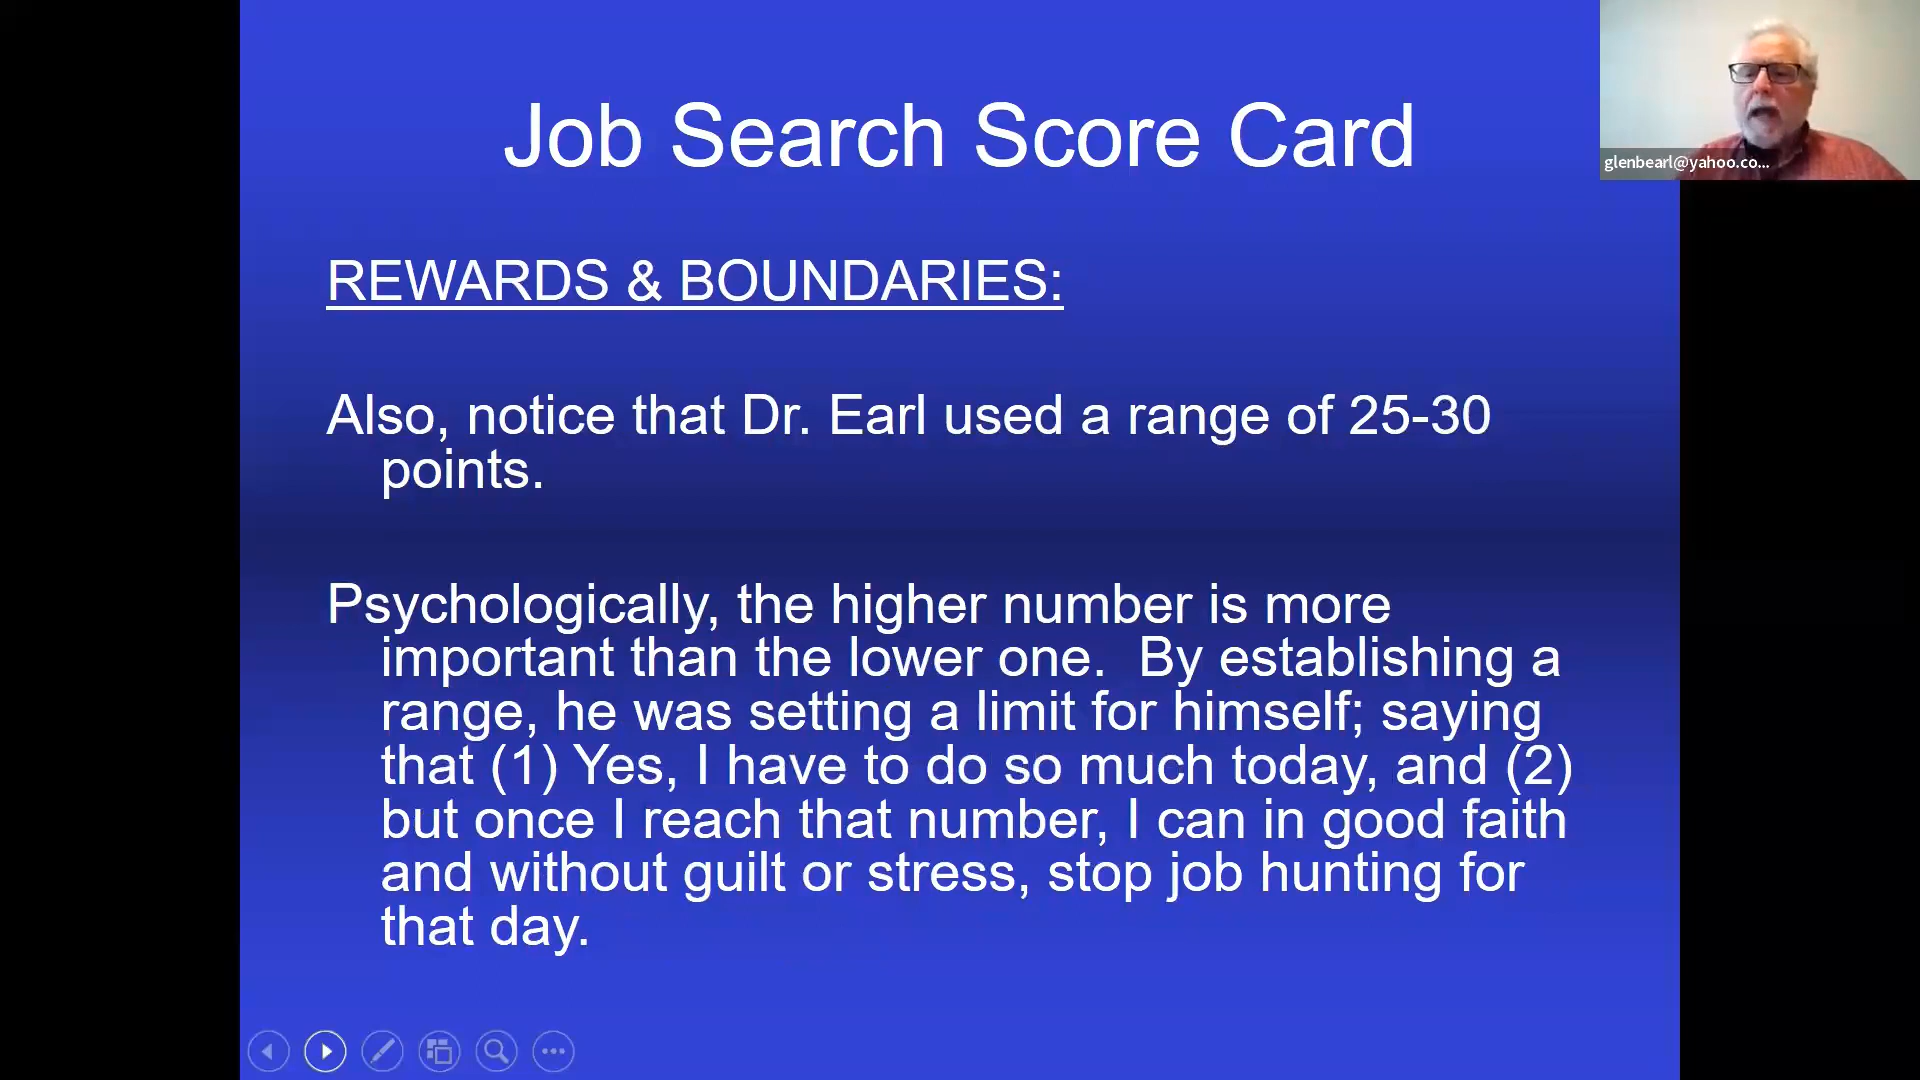 Job Search Score Card
glenbearl@yahoo.co...
REWARDS & BOUNDARIES:
Also, notice that Dr. Earl used a range of 25-30
points.
Psychologically, the higher number is more
important than the lower one.  By establishing a
range, he was setting a limit for himself; saying
that (1) Yes, I have to do so much today, and (2)
but once I reach that number, I can in good faith
and without guilt or stress, stop job hunting for
that day.